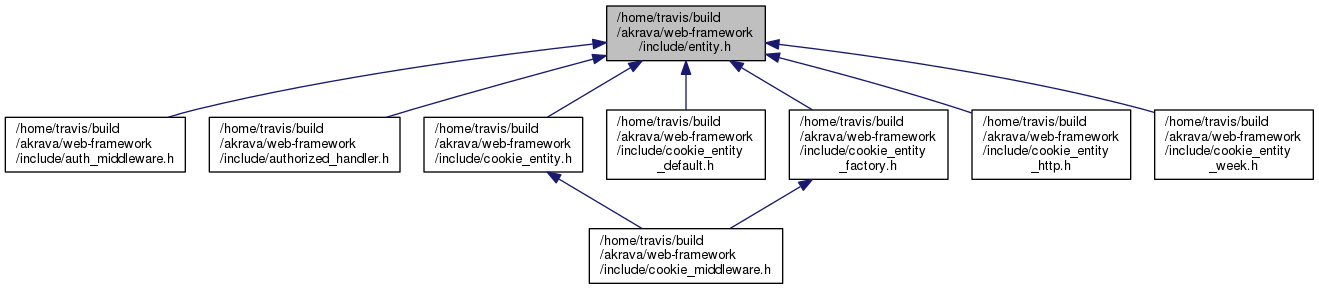 /home/travis/build
/akrava/web-framework
/include/entity.h
/home/travis/build
/akrava/web-framework
/include/auth_middleware.h
/home/travis/build
/akrava/web-framework
/include/authorized_handler.h
/home/travis/build
/akrava/web-framework
/include/cookie_entity.h
/home/travis/build
/akrava/web-framework
/include/cookie_entity
_default.h
/home/travis/build
/akrava/web-framework
/include/cookie_entity
_factory.h
/home/travis/build
/akrava/web-framework
/include/cookie_entity
_http.h
/home/travis/build
/akrava/web-framework
/include/cookie_entity
_week.h
/home/travis/build
/akrava/web-framework
/include/cookie_middleware.h